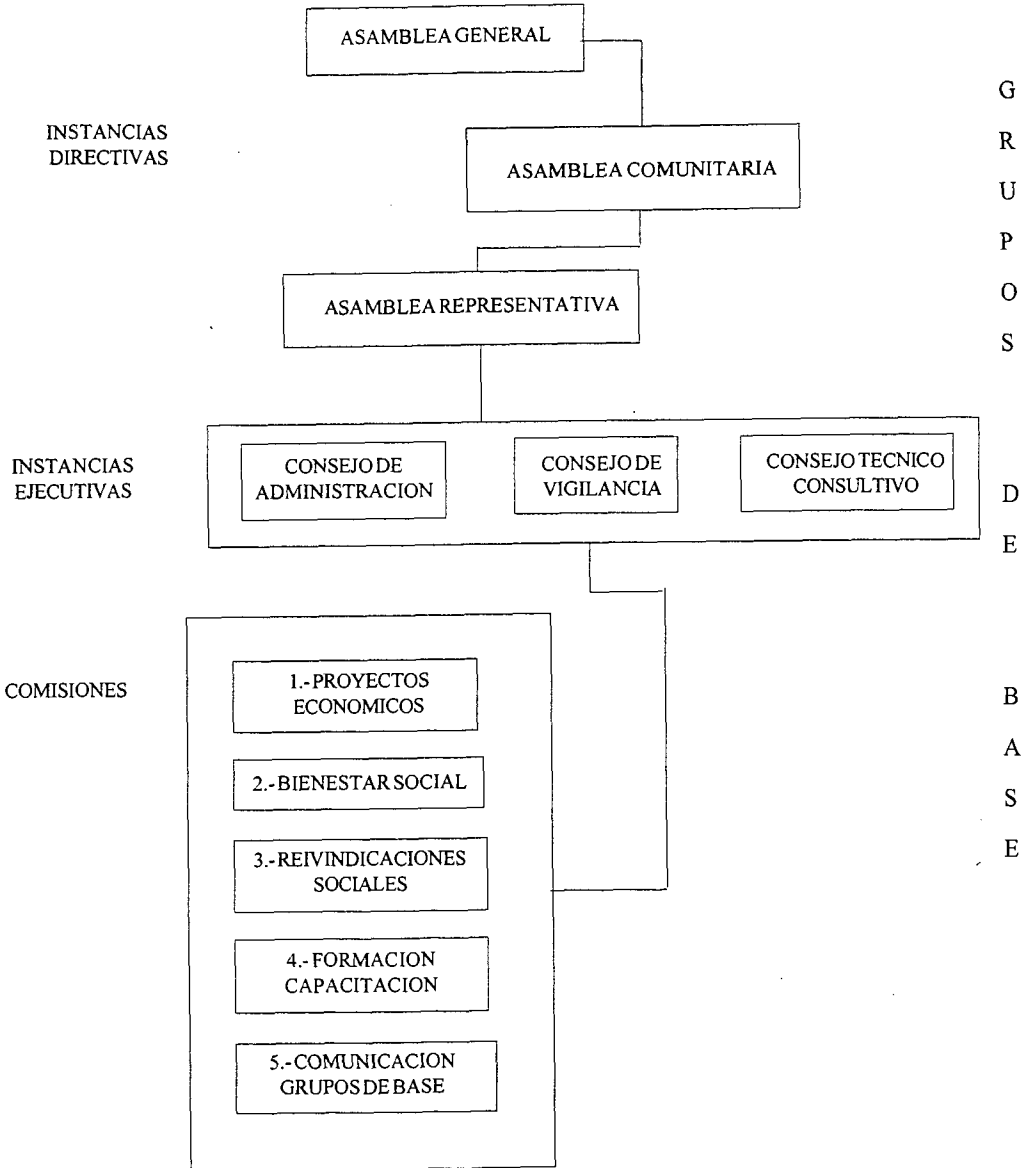 ASAMBLEA GENERAL
INSTANCIAS
DIRECTIVAS
ASAMBLEA COMUNITARIA
ASAMBLEA REPRESENTATIVA
INSTANCIAS
EJECUTIVAS
CONSEJO DE
ADMINISTRACION
CONSEJO DE
VIGILANCIA
CONSEJO TECNICO
CONSULTIVO
COMISIONES
1.-PROYECTOS
ECONOMICOS
2.-BIENESTAR SOCIAL
3.-REIVINDICACIONES
SOCIALES
4.-FORMACION
CAPACITACION
5.-COMUNICACION
GRUPOS DE BASE
G
R
U
P
O
S
D
E
B
A
S
E